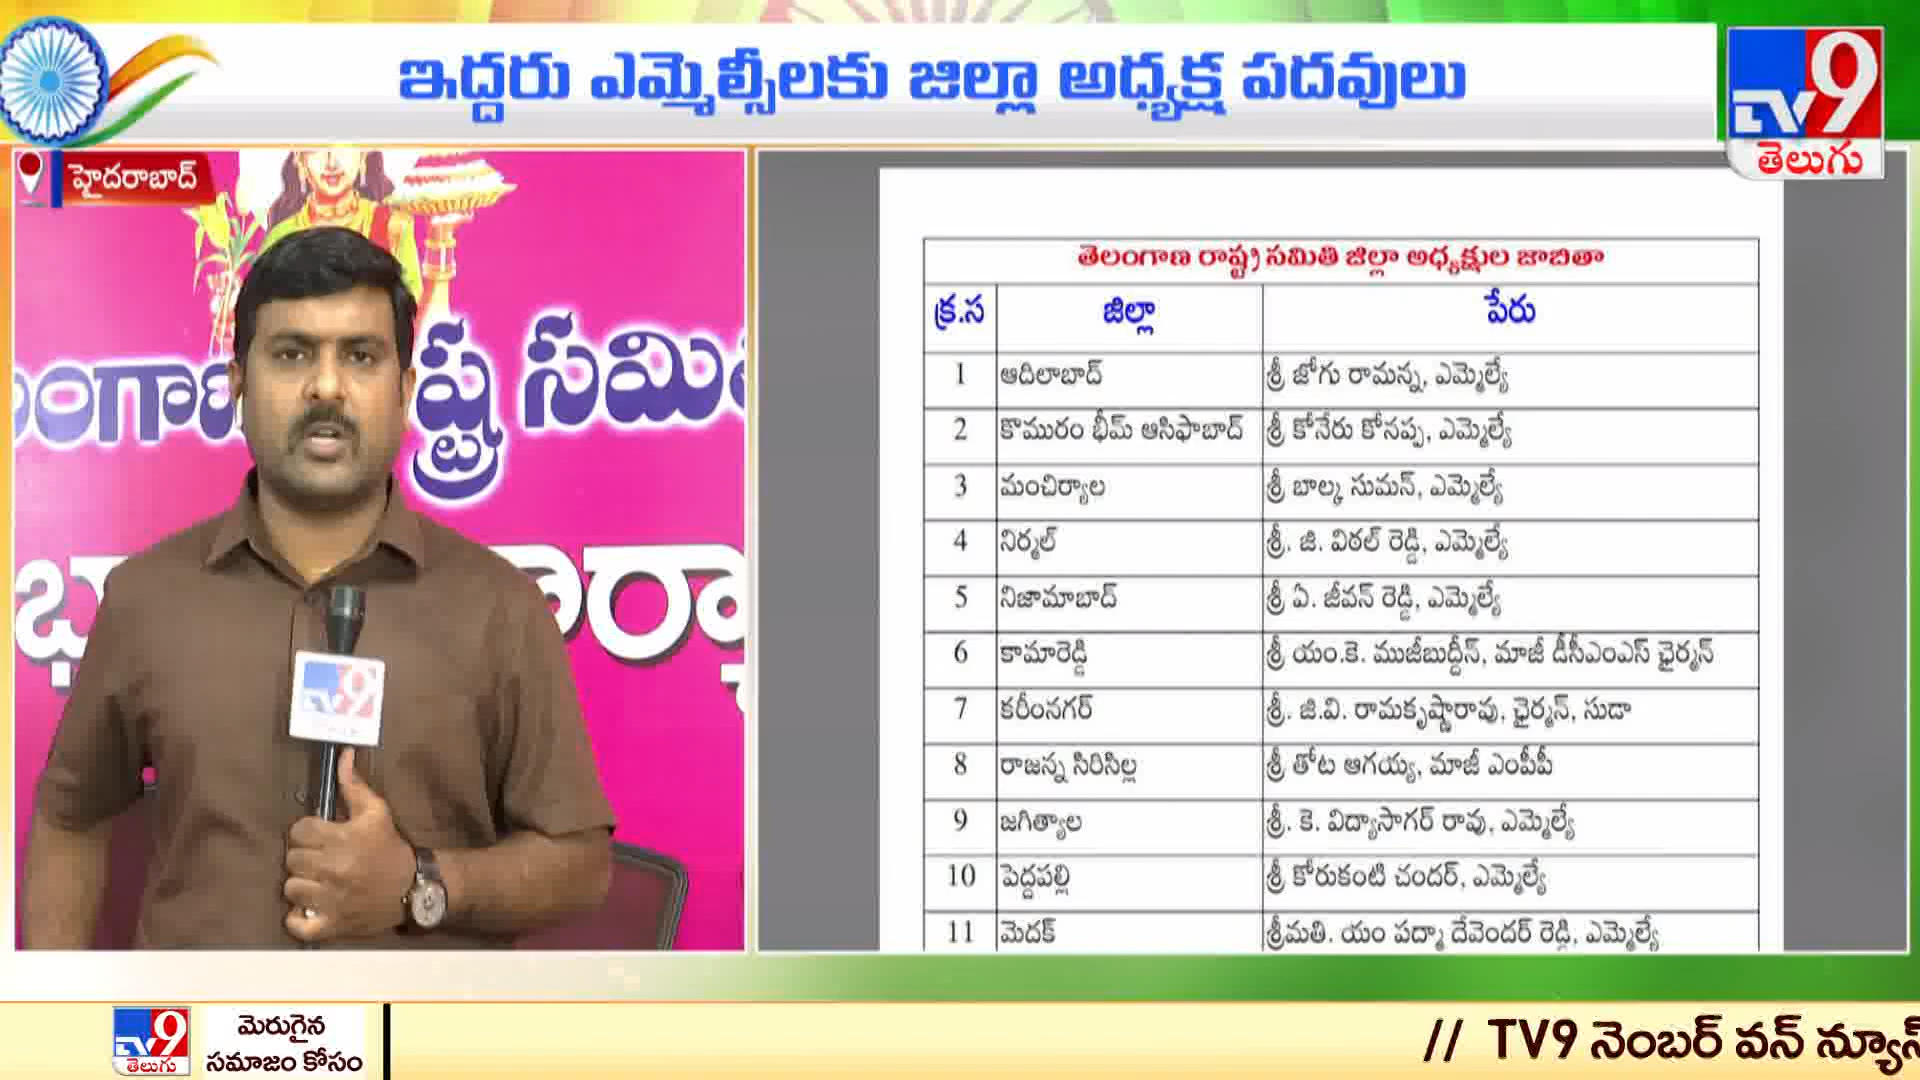 ఇద్దరు ఎమ్మెల్సీలకు జిల్లా అధ్యక్ష పదవులు
TV9
తెలుగు
హైదరాబాద్
తెలంగాణ రాష్ట్ర సమితి జిల్లా అధ్యక్షుల జాబితా
క్ర.స జిల్లా పేరు
1 ఆదిలాబాద్ శ్రీ జోగు రామన్న, ఎమ్మెల్యే
2 కొమురం భీమ్ ఆసిఫాబాద్ శ్రీ కోనేరు కోనప్ప, ఎమ్మెల్యే
3 మంచిర్యాల శ్రీ బాల్క సుమన్, ఎమ్మెల్యే
4 నిర్మల్ శ్రీ. జి. విఠల్ రెడ్డి, ఎమ్మెల్యే
5 నిజామాబాద్ శ్రీ ఏ. జీవన్ రెడ్డి, ఎమ్మెల్యే
6 కామారెడ్డి శ్రీ యం.కె. ముజీబుద్దీన్, మాజీ డీసీఎంఎస్ ఛైర్మన్
7 కరీంనగర్ శ్రీ. జి.వి. రామకృష్ణారావు, ఛైర్మన్, సుడా
8 రాజన్న సిరిసిల్ల శ్రీ తోట ఆగయ్య, మాజీ ఎంపీపీ
9 జగిత్యాల శ్రీ. కె. విద్యాసాగర్ రావు, ఎమ్మెల్యే
10 పెద్దపల్లి శ్రీ కోరుకంటి చందర్, ఎమ్మెల్యే
11 మెదక్ శ్రీమతి. యం పద్మా దేవేందర్ రెడ్డి, ఎమ్మెల్యే
ంగాణ ష్ట్ర సమి
TV9
TV9
తెలుగు
మెరుగైన
సమాజం కోసం
// TV9 నెంబర్ వన్ న్యూస్